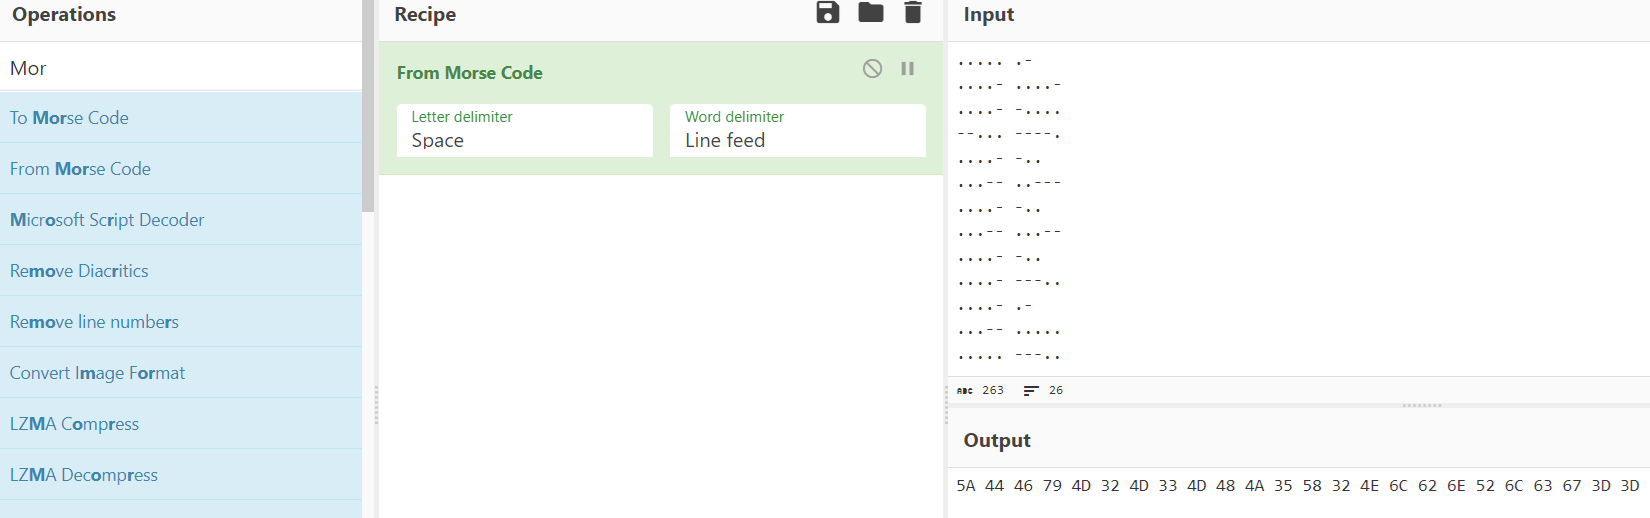 Operations
Mor
To Morse Code
From Morse Code
Microsoft Script Decoder
Remove Diacritics
Remove line numbers
Convert Image Format
LZMA Compress
LZMA Decompress
Recipe
From Morse Code
Letter delimiter
Space
Word delimiter
Line feed
Input
..... .-
....- ....-
....- -....
--... ----.
....- -..
...-- ..---
....- -..
...-- ...--
....- -..
....- ---..
....- .-
...-- .....
..... ---..
ABC 263 26
Output
5A 44 46 79 4D 32 4D 33 4D 48 4A 35 58 32 4E 6C 62 6E 52 6C 63 67 3D 3D